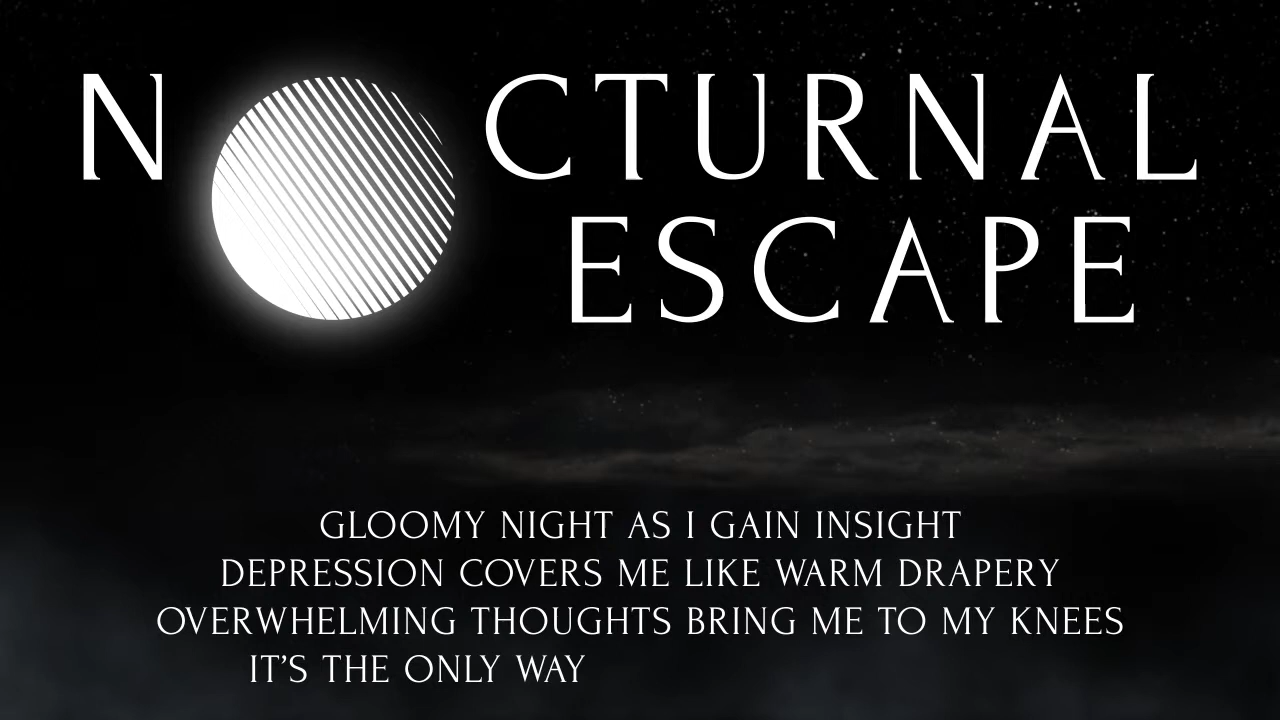 NOCTURNAL
ESCAPE
GLOOMY NIGHT AS I GAIN INSIGHT
DEPRESSION COVERS ME LIKE WARM DRAPERY
OVERWHELMING THOUGHTS BRING ME TO MY KNEES
IT’S THE ONLY WAY